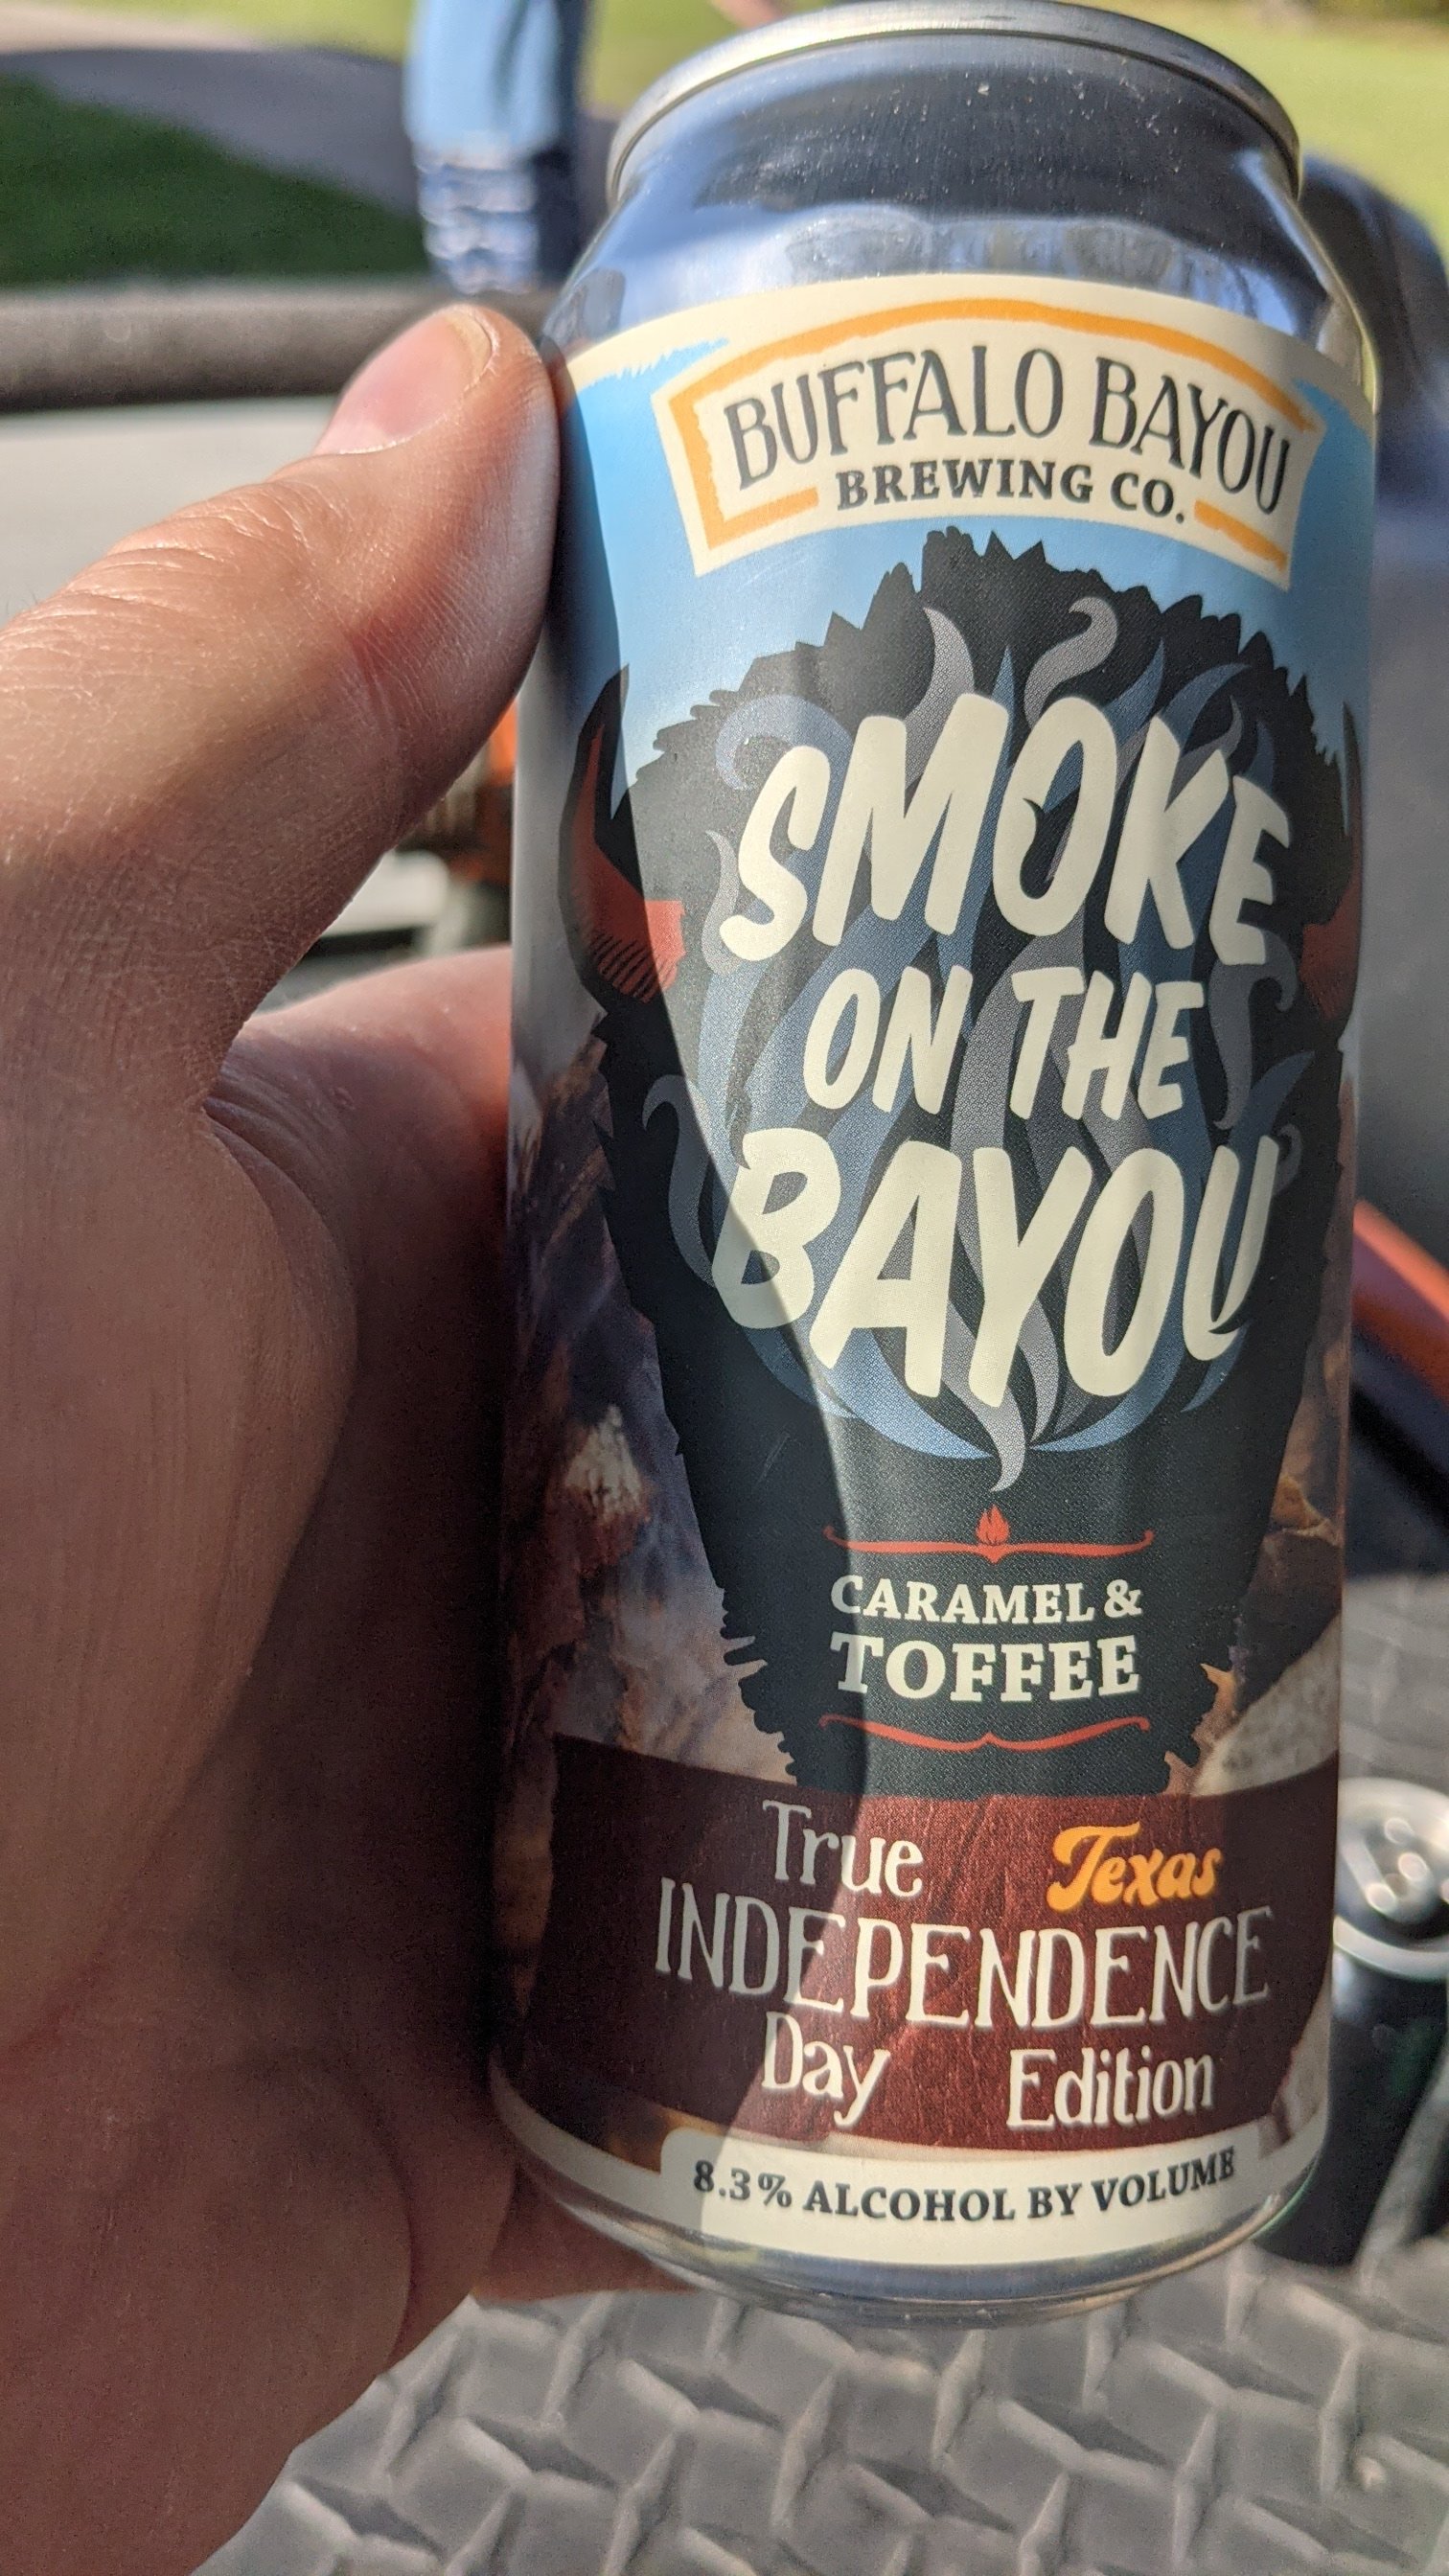 BUFFALO BAYOU
BREWING CO.
SMOKE
ON THE
BAYOU
CARAMEL &
TOFFEE
True Texas
INDEPENDENCE
Day Edition
8.3% ALCOHOL BY VOLUME